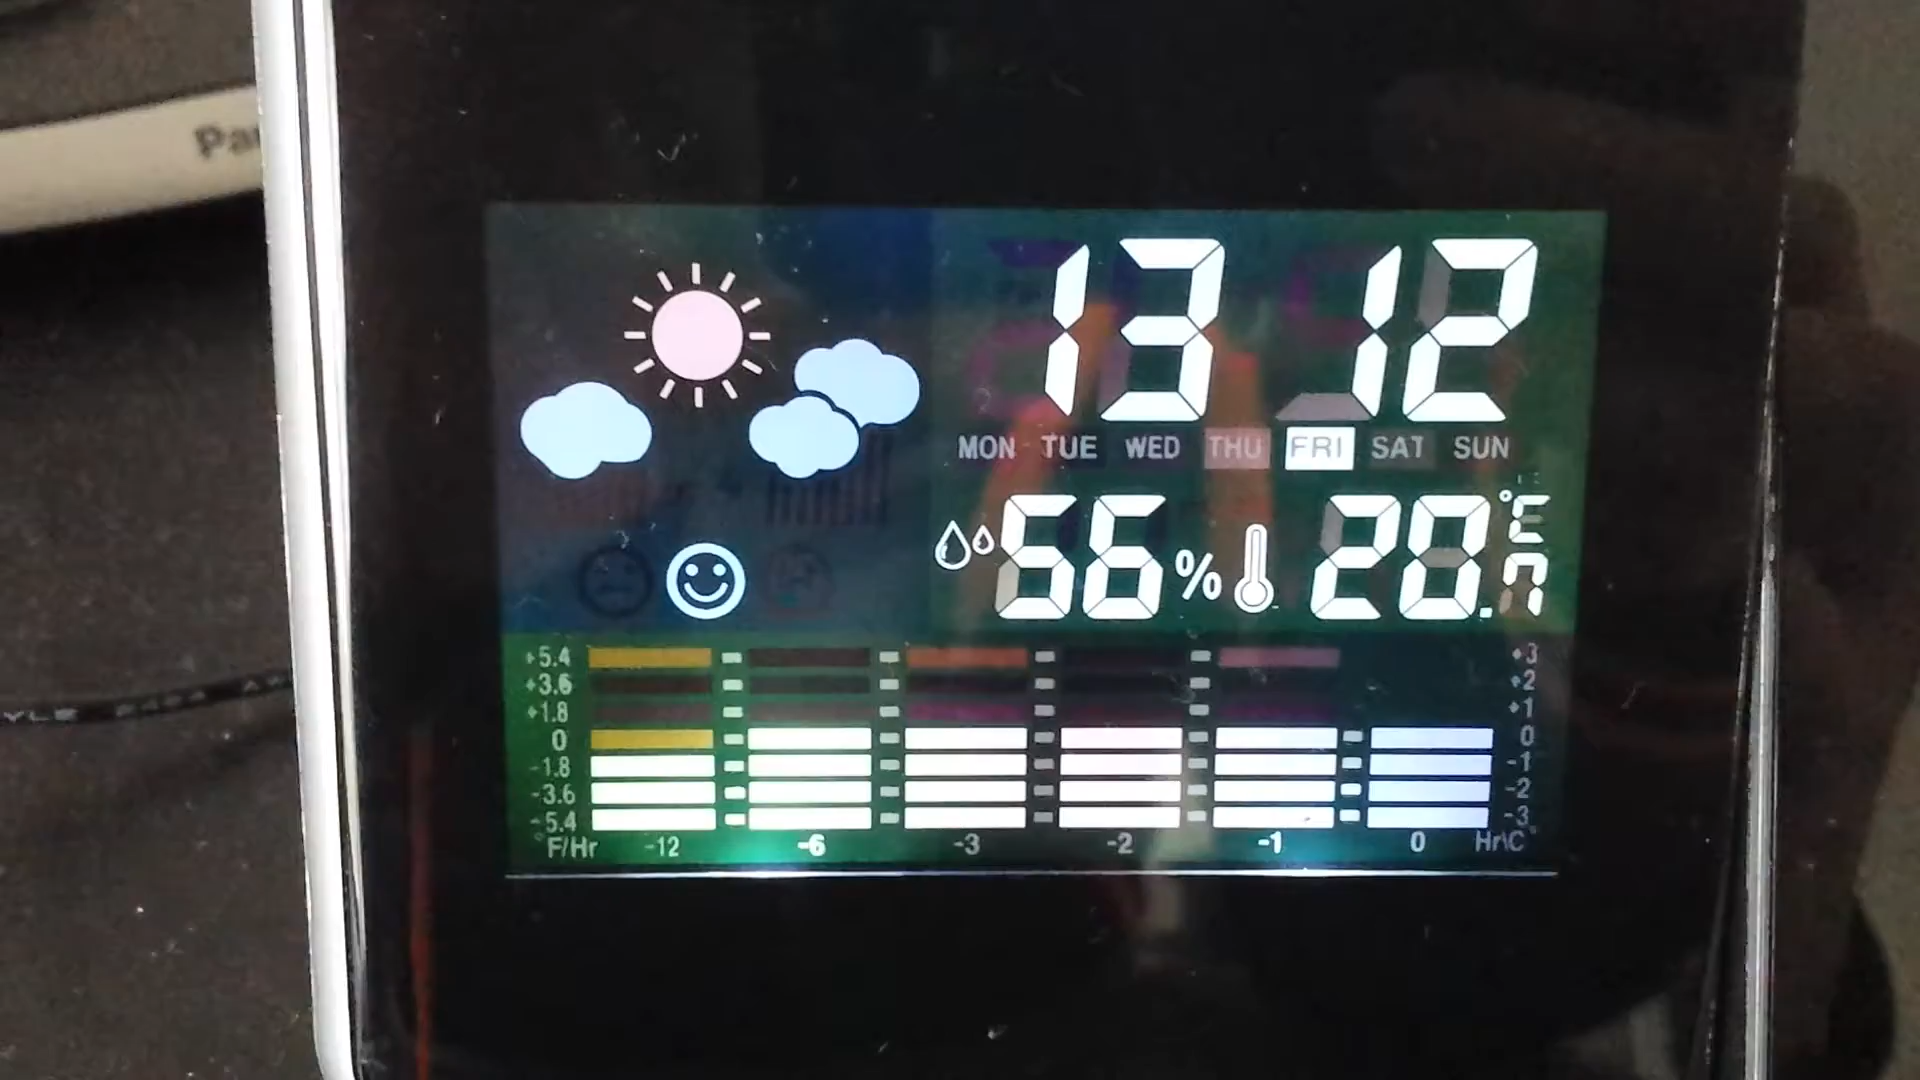 Pa
13 12
MON TUE WED THU FRI SAT SUN
56 % 20.7 °C
+5.4 +3
+3.6 +2
+1.8 +1
0 0
-1.8 -1
-3.6 -2
-5.4 -3
°F/Hr -12 -6 -3 -2 -1 0 Hr\C°